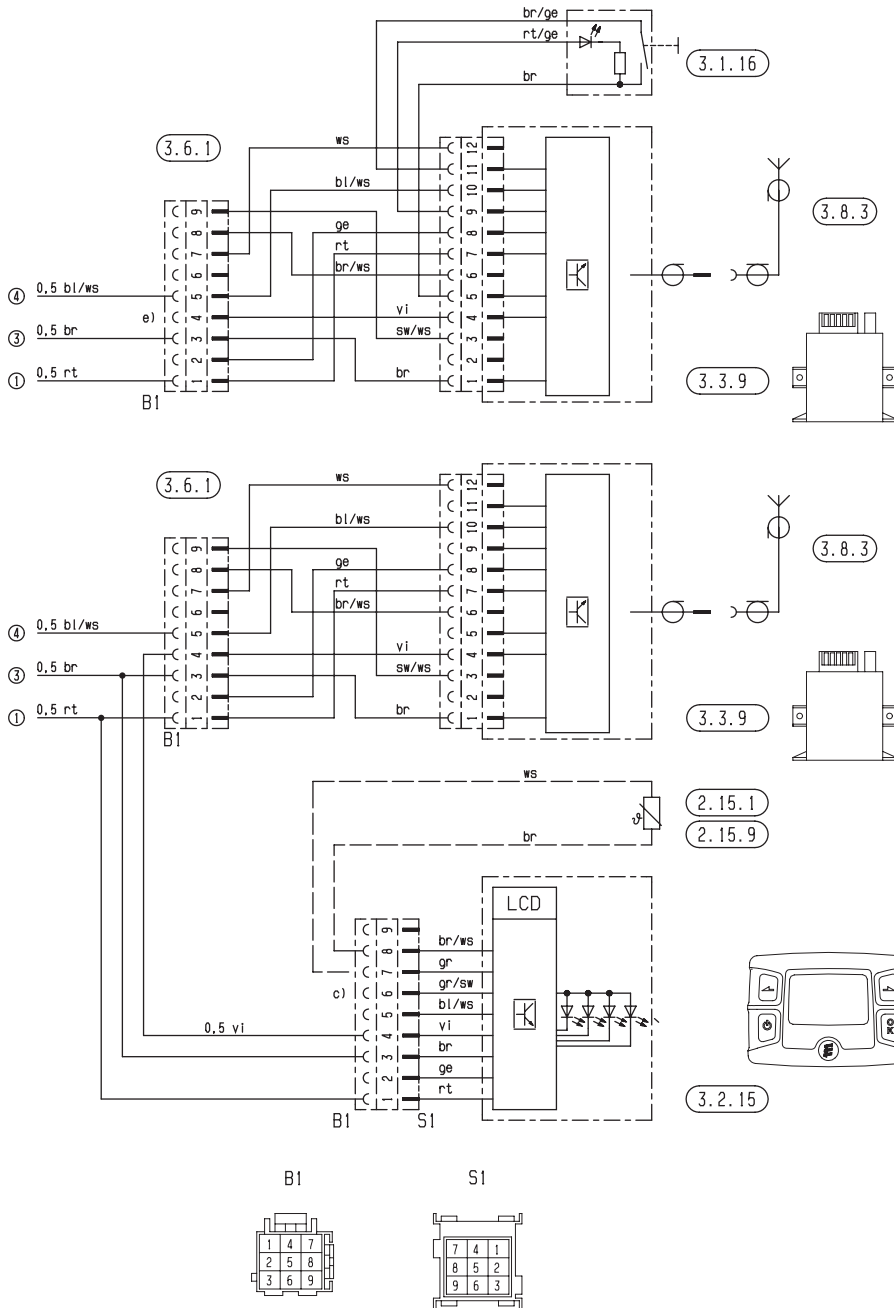 br/ge
rt/ge
br
3.1.16
3.6.1
ws
bl/ws
ge
rt
br/ws
vi
sw/ws
br
9
8
7
6
5
4
3
2
1
12
11
10
9
8
7
6
5
4
3
2
1
3.8.3
④ 0,5 bl/ws
e)
③ 0,5 br
① 0,5 rt
B1
3.3.9
3.6.1
ws
bl/ws
ge
rt
br/ws
vi
sw/ws
br
9
8
7
6
5
4
3
2
1
12
11
10
9
8
7
6
5
4
3
2
1
3.8.3
④ 0,5 bl/ws
③ 0,5 br
① 0,5 rt
B1
3.3.9
ws
2.15.1
br
2.15.9
LCD
9
8
7
6
5
4
3
2
1
br/ws
gr
c)
gr/sw
bl/ws
0,5 vi
vi
br
ge
rt
B1
S1
OK
3.2.15
B1
S1
1 4 7
2 5 8
3 6 9
7 4 1
8 5 2
9 6 3